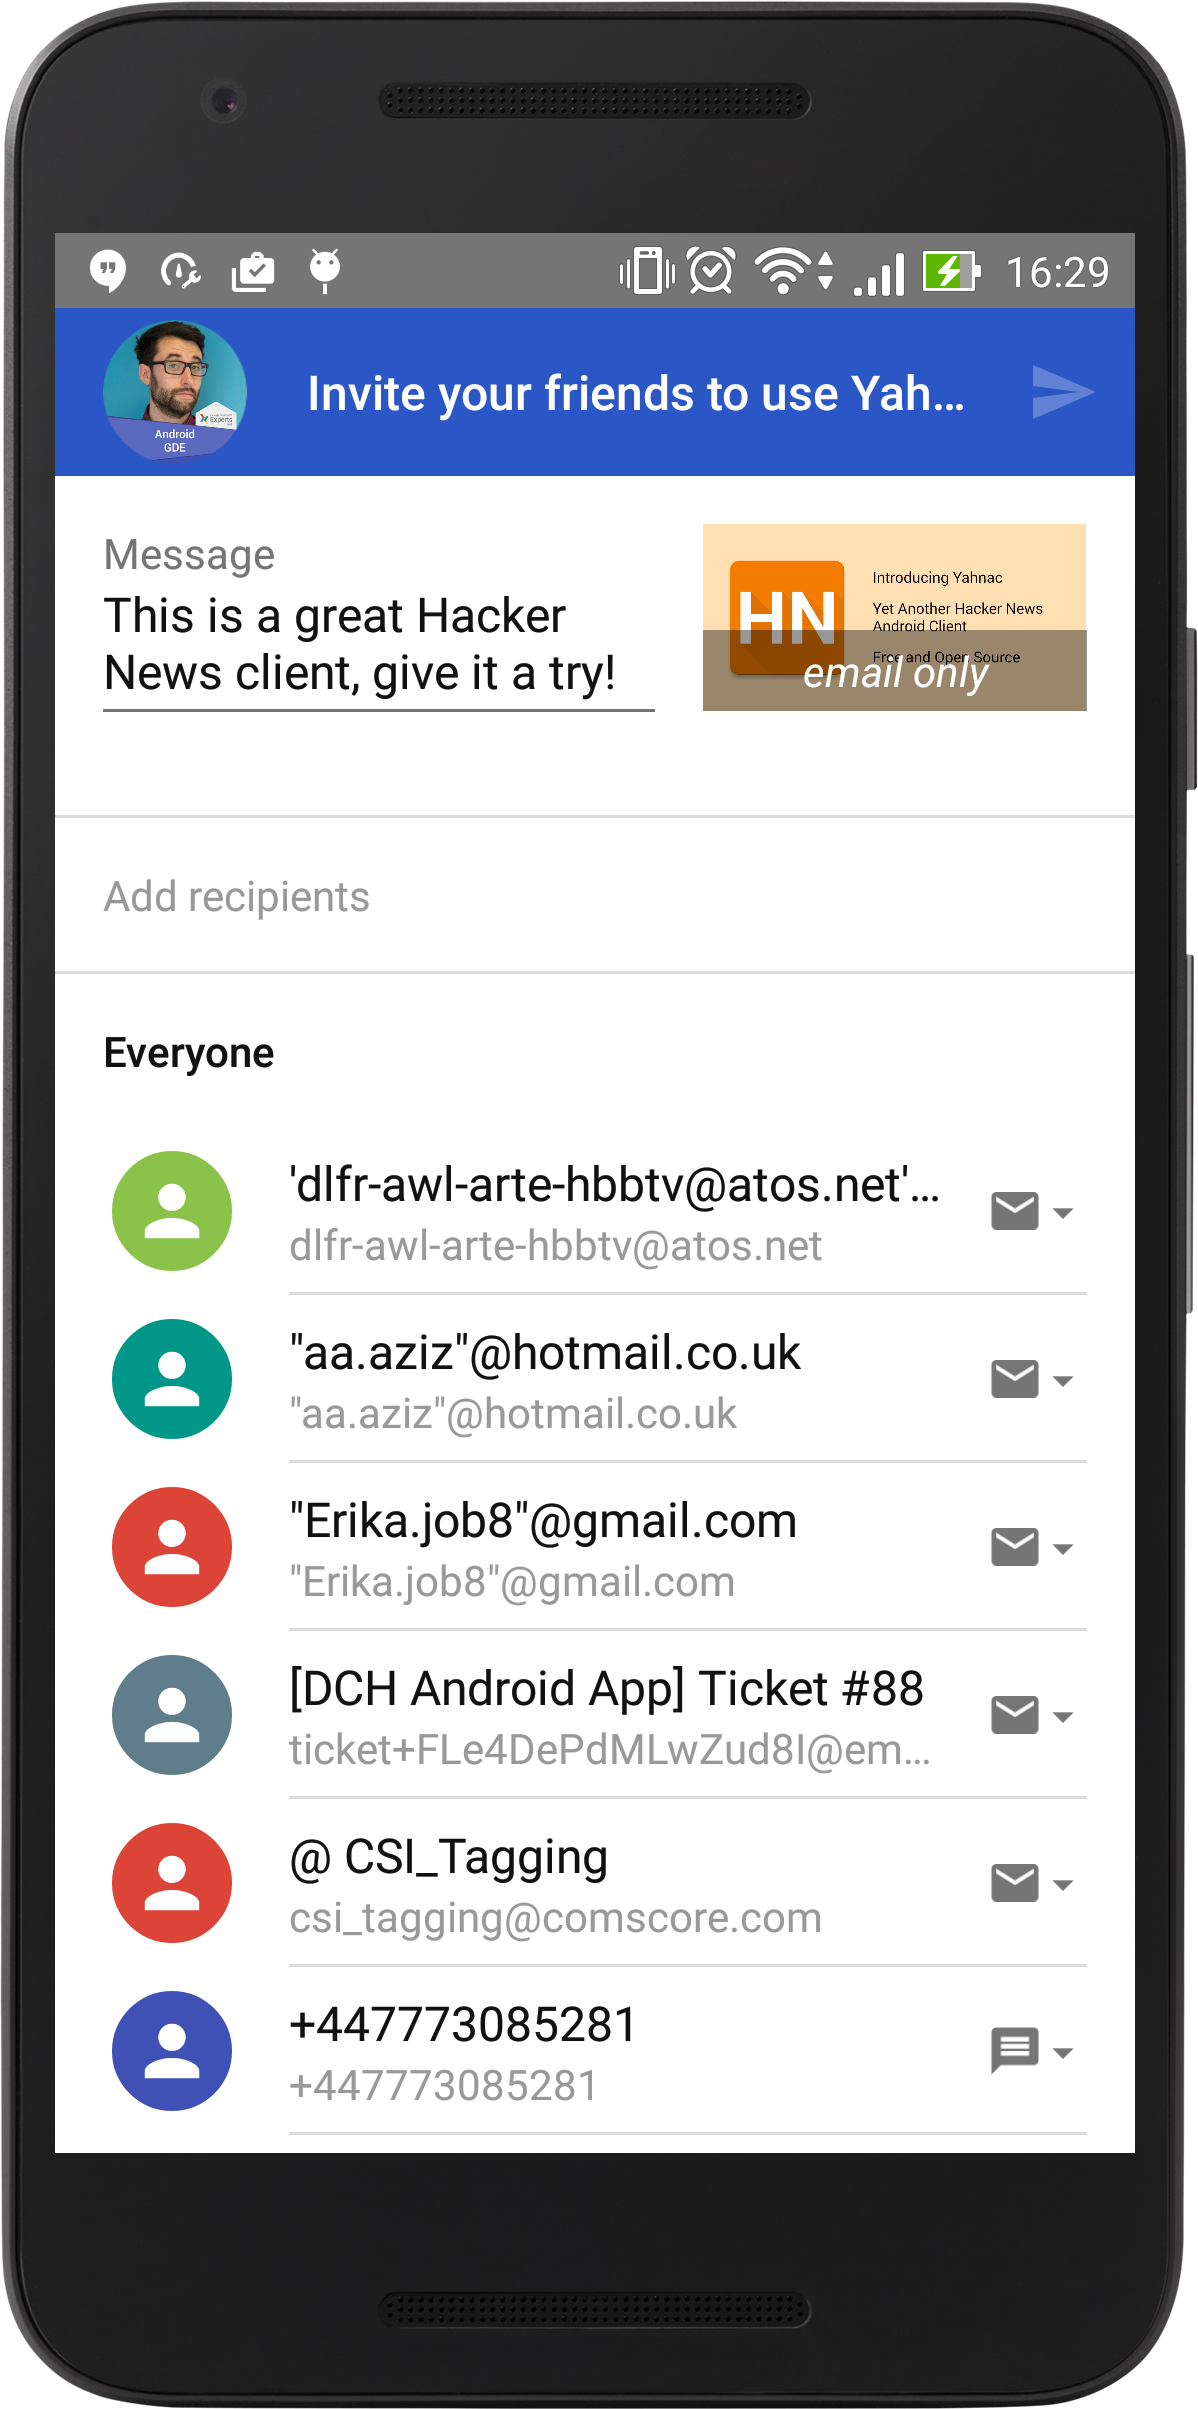 16:29
Invite your friends to use Yah...
Android
GDE
Experts
Message
This is a great Hacker
News client, give it a try!
HN
Introducing Yahnac
Yet Another Hacker News
Android Client
Free and Open Source
email only
Add recipients
Everyone
'dlfr-awl-arte-hbbtv@atos.net'...
dlfr-awl-arte-hbbtv@atos.net
"aa.aziz"@hotmail.co.uk
"aa.aziz"@hotmail.co.uk
"Erika.job8"@gmail.com
"Erika.job8"@gmail.com
[DCH Android App] Ticket #88
ticket+FLe4DePdMLwZud8I@em...
@ CSI_Tagging
csi_tagging@comscore.com
+447773085281
+447773085281